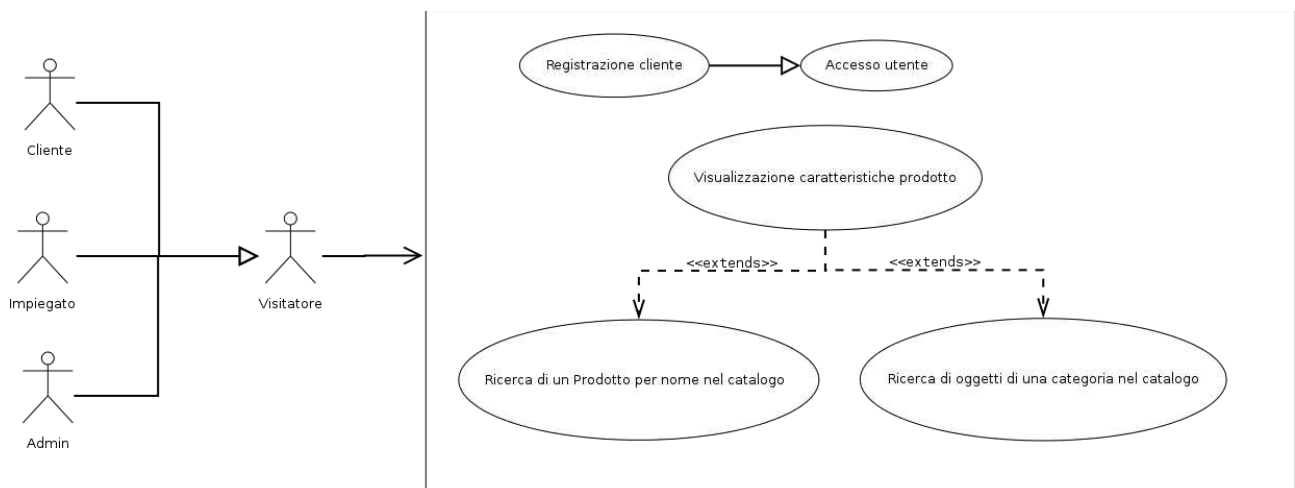 Cliente
Impiegato
Admin
Visitatore
Registrazione cliente
Accesso utente
Visualizzazione caratteristiche prodotto
<<extends>>
<<extends>>
Ricerca di un Prodotto per nome nel catalogo
Ricerca di oggetti di una categoria nel catalogo